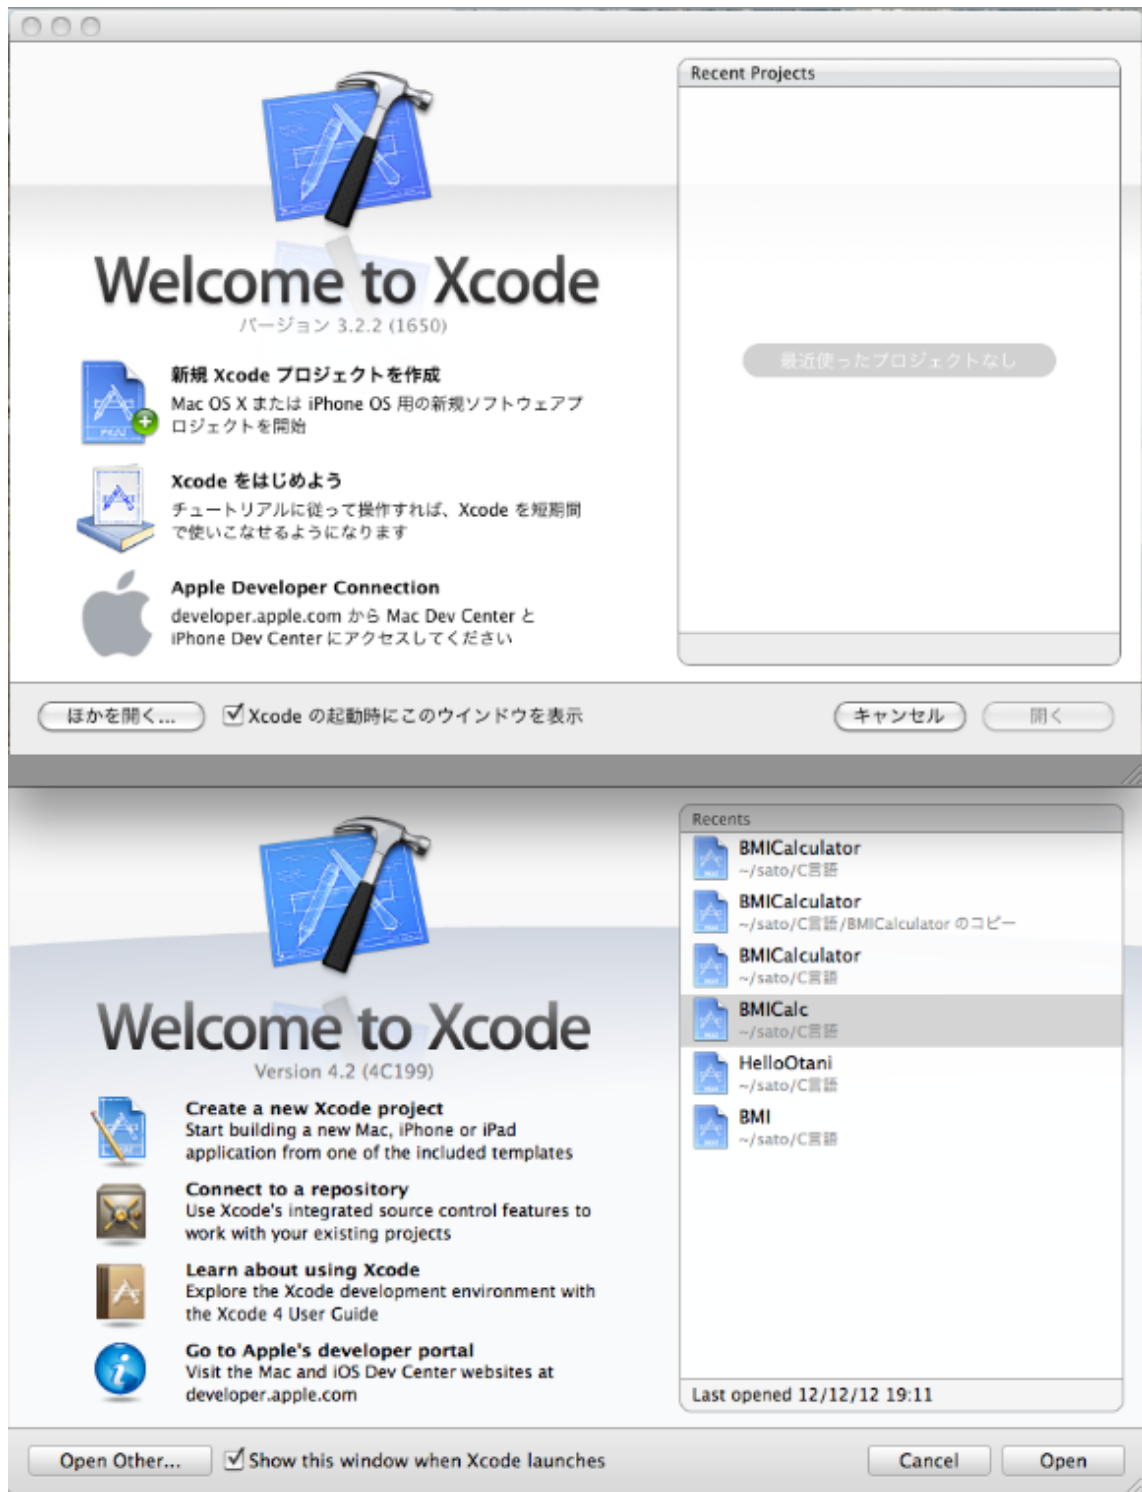 Recent Projects
Welcome to Xcode
バージョン 3.2.2 (1650)
最近使ったプロジェクトなし
新規 Xcode プロジェクトを作成
Mac OS X または iPhone OS 用の新規ソフトウェアプ
ロジェクトを開始
Xcode をはじめよう
チュートリアルに従って操作すれば、Xcode を短期間
で使いこなせるようになります
Apple Developer Connection
developer.apple.com から Mac Dev Center と
iPhone Dev Center にアクセスしてください
ほかを開く...
Xcode の起動時にこのウインドウを表示
キャンセル
開く
Welcome to Xcode
Version 4.2 (4C199)
Create a new Xcode project
Start building a new Mac, iPhone or iPad
application from one of the included templates
Connect to a repository
Use Xcode's integrated source control features to
work with your existing projects
Learn about using Xcode
Explore the Xcode development environment with
the Xcode 4 User Guide
Go to Apple's developer portal
Visit the Mac and iOS Dev Center websites at
developer.apple.com
Recents
BMICalculator
~/sato/C言語
BMICalculator
~/sato/C言語/BMICalculator のコピー
BMICalculator
~/sato/C言語
BMICalc
~/sato/C言語
HelloOtani
~/sato/C言語
BMI
~/sato/C言語
Last opened 12/12/12 19:11
Open Other...
Show this window when Xcode launches
Cancel
Open